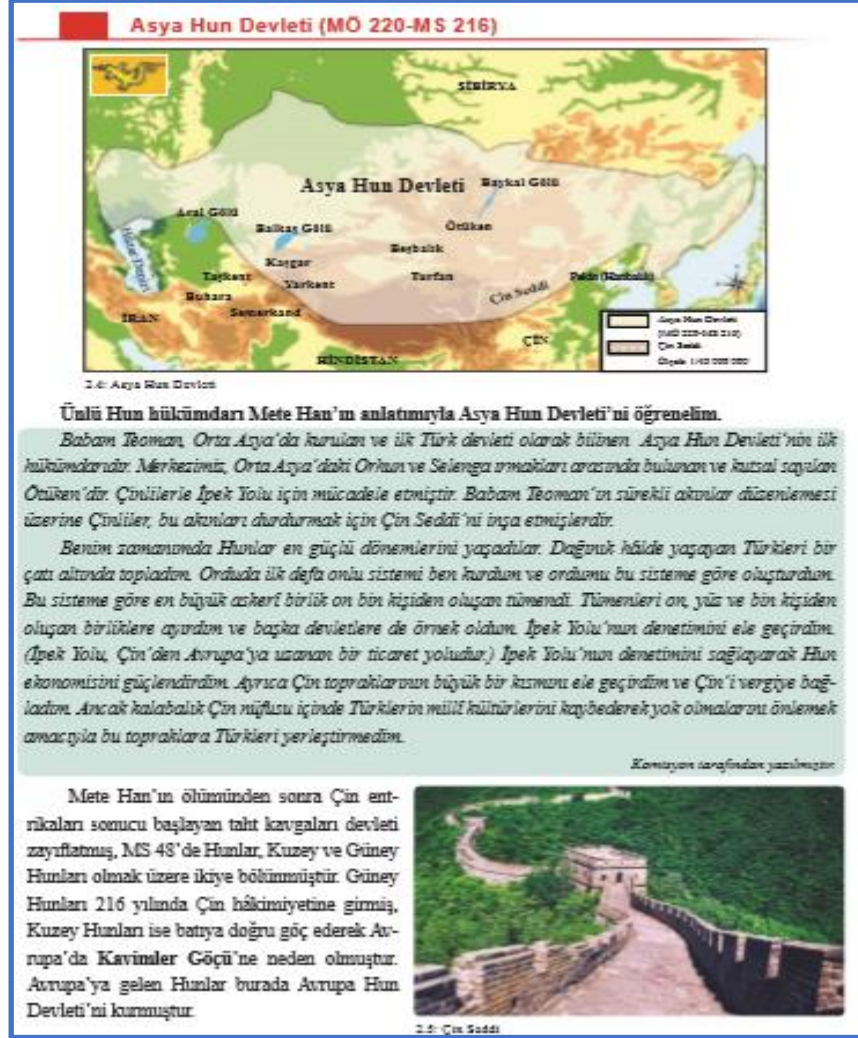 Asya Hun Devleti (MÖ 220-MS 216)
SİBİRYA
Asya Hun Devleti
Baykal Gölü
Aral Gölü
Ötüken
Balkaş Gölü
Beşbalık
Hazar Denizi
Kaşgar
Taşkent
Yarkent
Turfan
Pekin (Hanbalık)
Buhara
Çin Seddi
İRAN
Semerkand
ÇİN
HİNDİSTAN
Asya Hun Devleti
(MÖ 220-MS 216)
Çin Seddi
2.4: Asya Hun Devleti
Ünlü Hun hükümdarı Mete Han'ın anlatımıyla Asya Hun Devleti'ni öğrenelim.
Babam Teoman, Orta Asya'da kurulan ve ilk Türk devleti olarak bilinen Asya Hun Devleti'nin ilk
hükümdarıdır. Merkezimiz, Orta Asya'daki Orkun ve Selenga ırmakları arasında bulunan ve kutsal sayılan
Ötüken'dir. Çinlilerle İpek Yolu için mücadele etmiştir. Babam Teoman'ın sürekli akınlar düzenlemesi
üzerine Çinliler, bu akınları durdurmak için Çin Seddi'ni inşa etmişlerdir.
Benim zamanımda Hunlar en güçlü dönemlerini yaşadılar. Dağınık hâlde yaşayan Türkleri bir
çatı altında topladım. Orduda ilk defa onlu sistemi ben kurdum ve ordumu bu sisteme göre oluşturdum.
Bu sisteme göre en büyük askerî birlik on bin kişiden oluşan tümendi. Tümenleri on, yüz ve bin kişiden
oluşan birliklere ayırdım ve başka devletlere de örnek oldum. İpek Yolu'nun denetimini ele geçirdim.
(İpek Yolu, Çin'den Avrupa'ya uzanan bir ticaret yoludur.) İpek Yolu'nun denetimini sağlayarak Hun
ekonomisini güçlendirdim. Ayrıca Çin topraklarının büyük bir kısmını ele geçirdim ve Çin'i vergiye bağ-
ladım. Ancak kalabalık Çin nüfusu içinde Türklerin millî kültürlerini kaybederek yok olmalarını önlemek
amacıyla bu topraklara Türkleri yerleştirmedim.
Komisyon tarafından yazılmıştır.
Mete Han'ın ölümünden sonra Çin ent-
rikaları sonucu başlayan taht kavgaları devleti
zayıflatmış, MS 48'de Hunlar, Kuzey ve Güney
Hunları olmak üzere ikiye bölünmüştür. Güney
Hunları 216 yılında Çin hâkimiyetine girmiş,
Kuzey Hunları ise batıya doğru göç ederek Av-
rupa'da Kavimler Göçü'ne neden olmuştur.
Avrupa'ya gelen Hunlar burada Avrupa Hun
Devleti'ni kurmuştur.
2.5: Çin Seddi